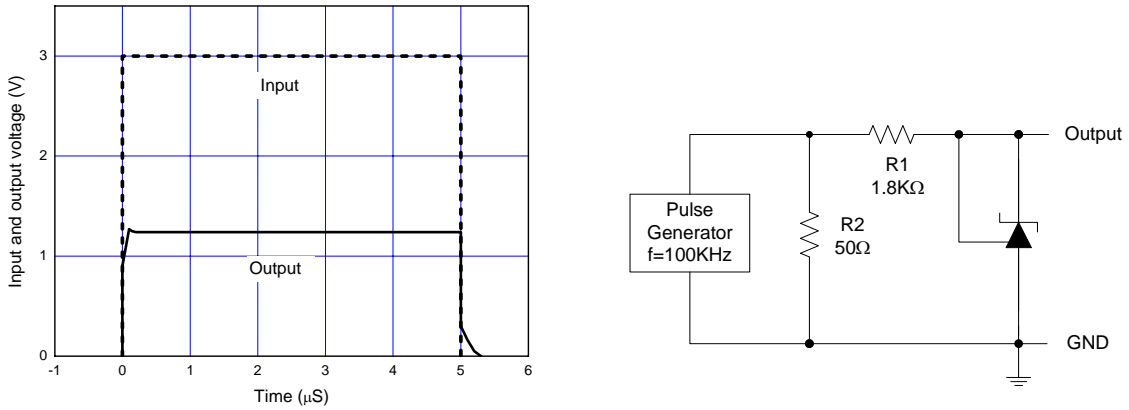 Input and output voltage (V)
3
2
1
0
Input
Output
-1 0 1 2 3 4 5 6
Time (μS)
Pulse
Generator
f=100KHz
R1
1.8KΩ
R2
50Ω
Output
GND